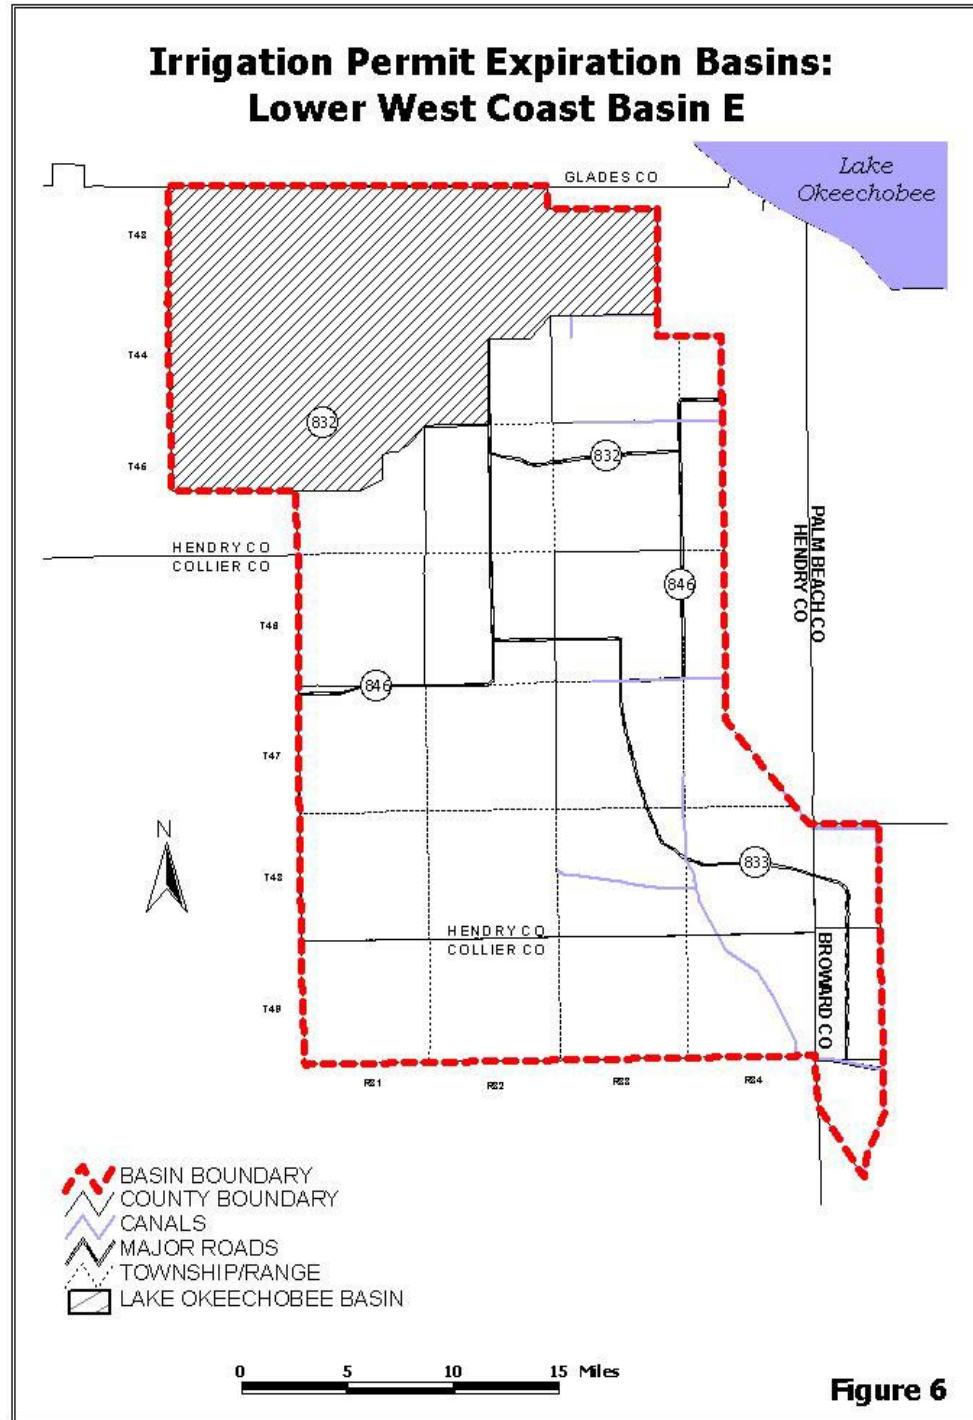 Irrigation Permit Expiration Basins:
Lower West Coast Basin E
GLADES CO
Lake
Okeechobee
T43
T44
832
T45
832
PALM BEACH CO
HENDRY CO
HENDRY CO
COLLIER CO
846
T46
846
T47
N
833
T48
HENDRY CO
COLLIER CO
BROWARD CO
T49
R31
R32
R33
R34
BASIN BOUNDARY
COUNTY BOUNDARY
CANALS
MAJOR ROADS
TOWNSHIP/RANGE
LAKE OKEECHOBEE BASIN
0 5 10 15 Miles
Figure 6